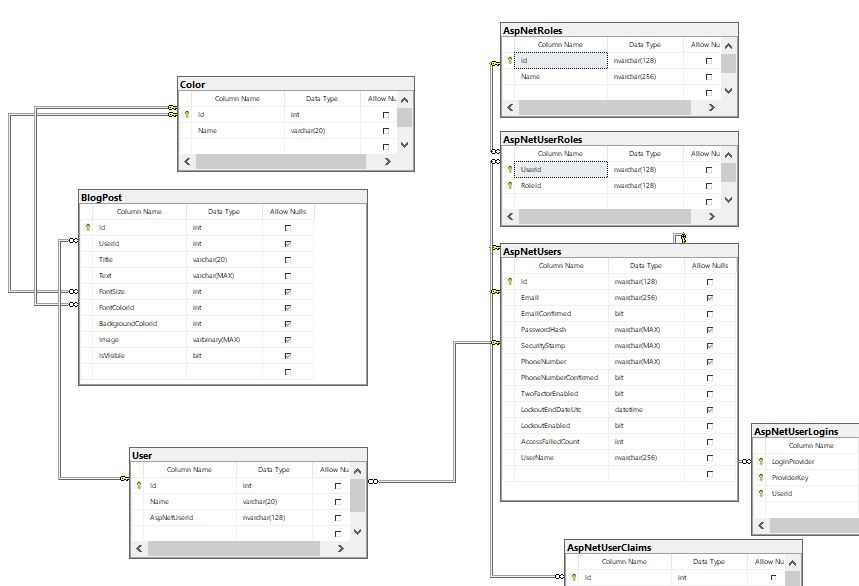 AspNetRoles
Column Name Data Type Allow Nu
Id nvarchar(128)
Name nvarchar(256)
Color
Column Name Data Type Allow Nu
Id int
Name varchar(20)
AspNetUserRoles
Column Name Data Type Allow Nu
UserId nvarchar(128)
RoleId nvarchar(128)
BlogPost
Column Name Data Type Allow Nulls
Id int
UserId int
Title varchar(20)
Text varchar(MAX)
FontSize int
FontColorId int
BackgroundColorId int
Image varbinary(MAX)
IsVisible bit
AspNetUsers
Column Name Data Type Allow Nulls
Id nvarchar(128)
Email nvarchar(256)
EmailConfirmed bit
PasswordHash nvarchar(MAX)
SecurityStamp nvarchar(MAX)
PhoneNumber nvarchar(MAX)
PhoneNumberConfirmed bit
TwoFactorEnabled bit
LockoutEndDateUtc datetime
LockoutEnabled bit
AccessFailedCount int
UserName nvarchar(256)
AspNetUserLogins
Column Name
LoginProvider
ProviderKey
UserId
User
Column Name Data Type Allow Nu
Id int
Name varchar(20)
AspNetUserId nvarchar(128)
AspNetUserClaims
Column Name Data Type Allow Nu
Id int